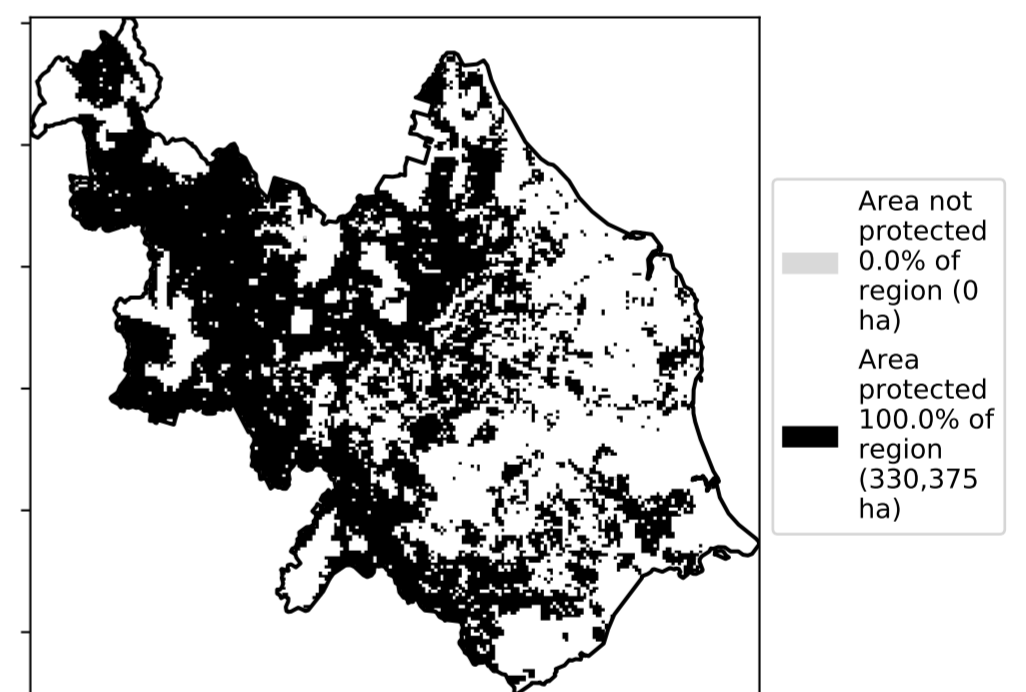 Area not
protected
0.0% of
region (0
ha)
Area
protected
100.0% of
region
(330,375
ha)